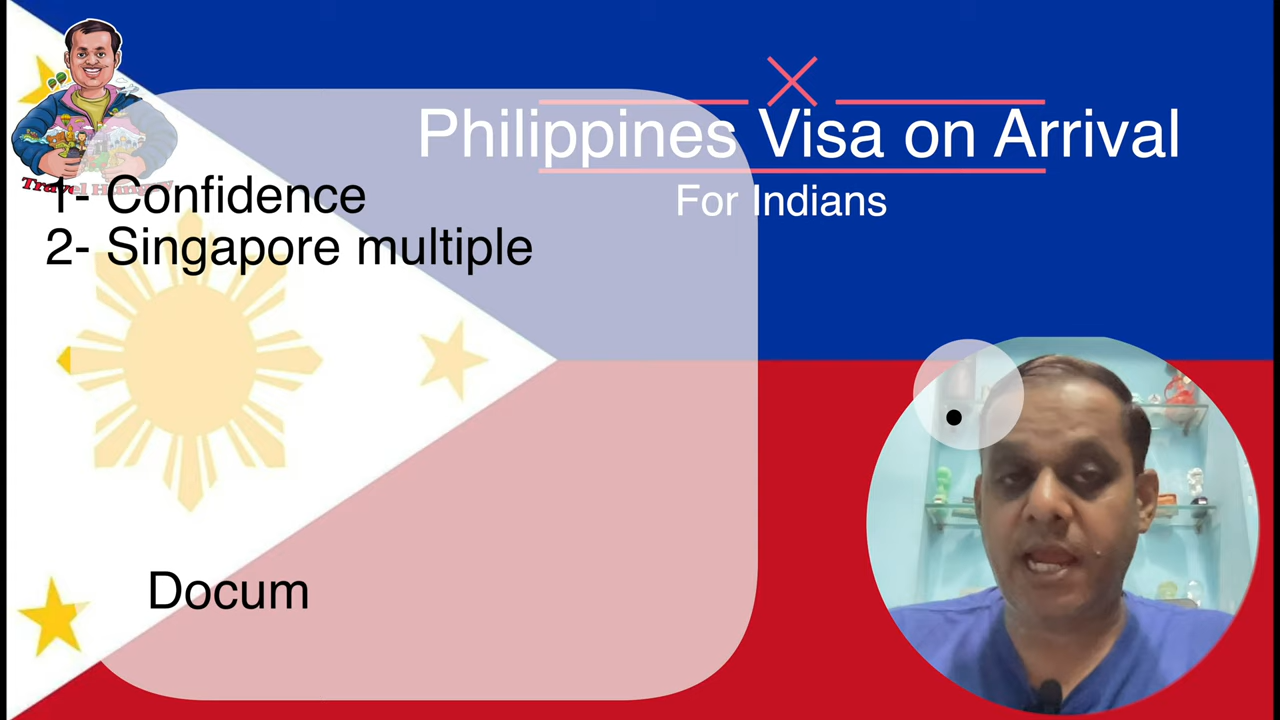 Philippines Visa on Arrival
For Indians
1- Confidence
2- Singapore multiple
Docum